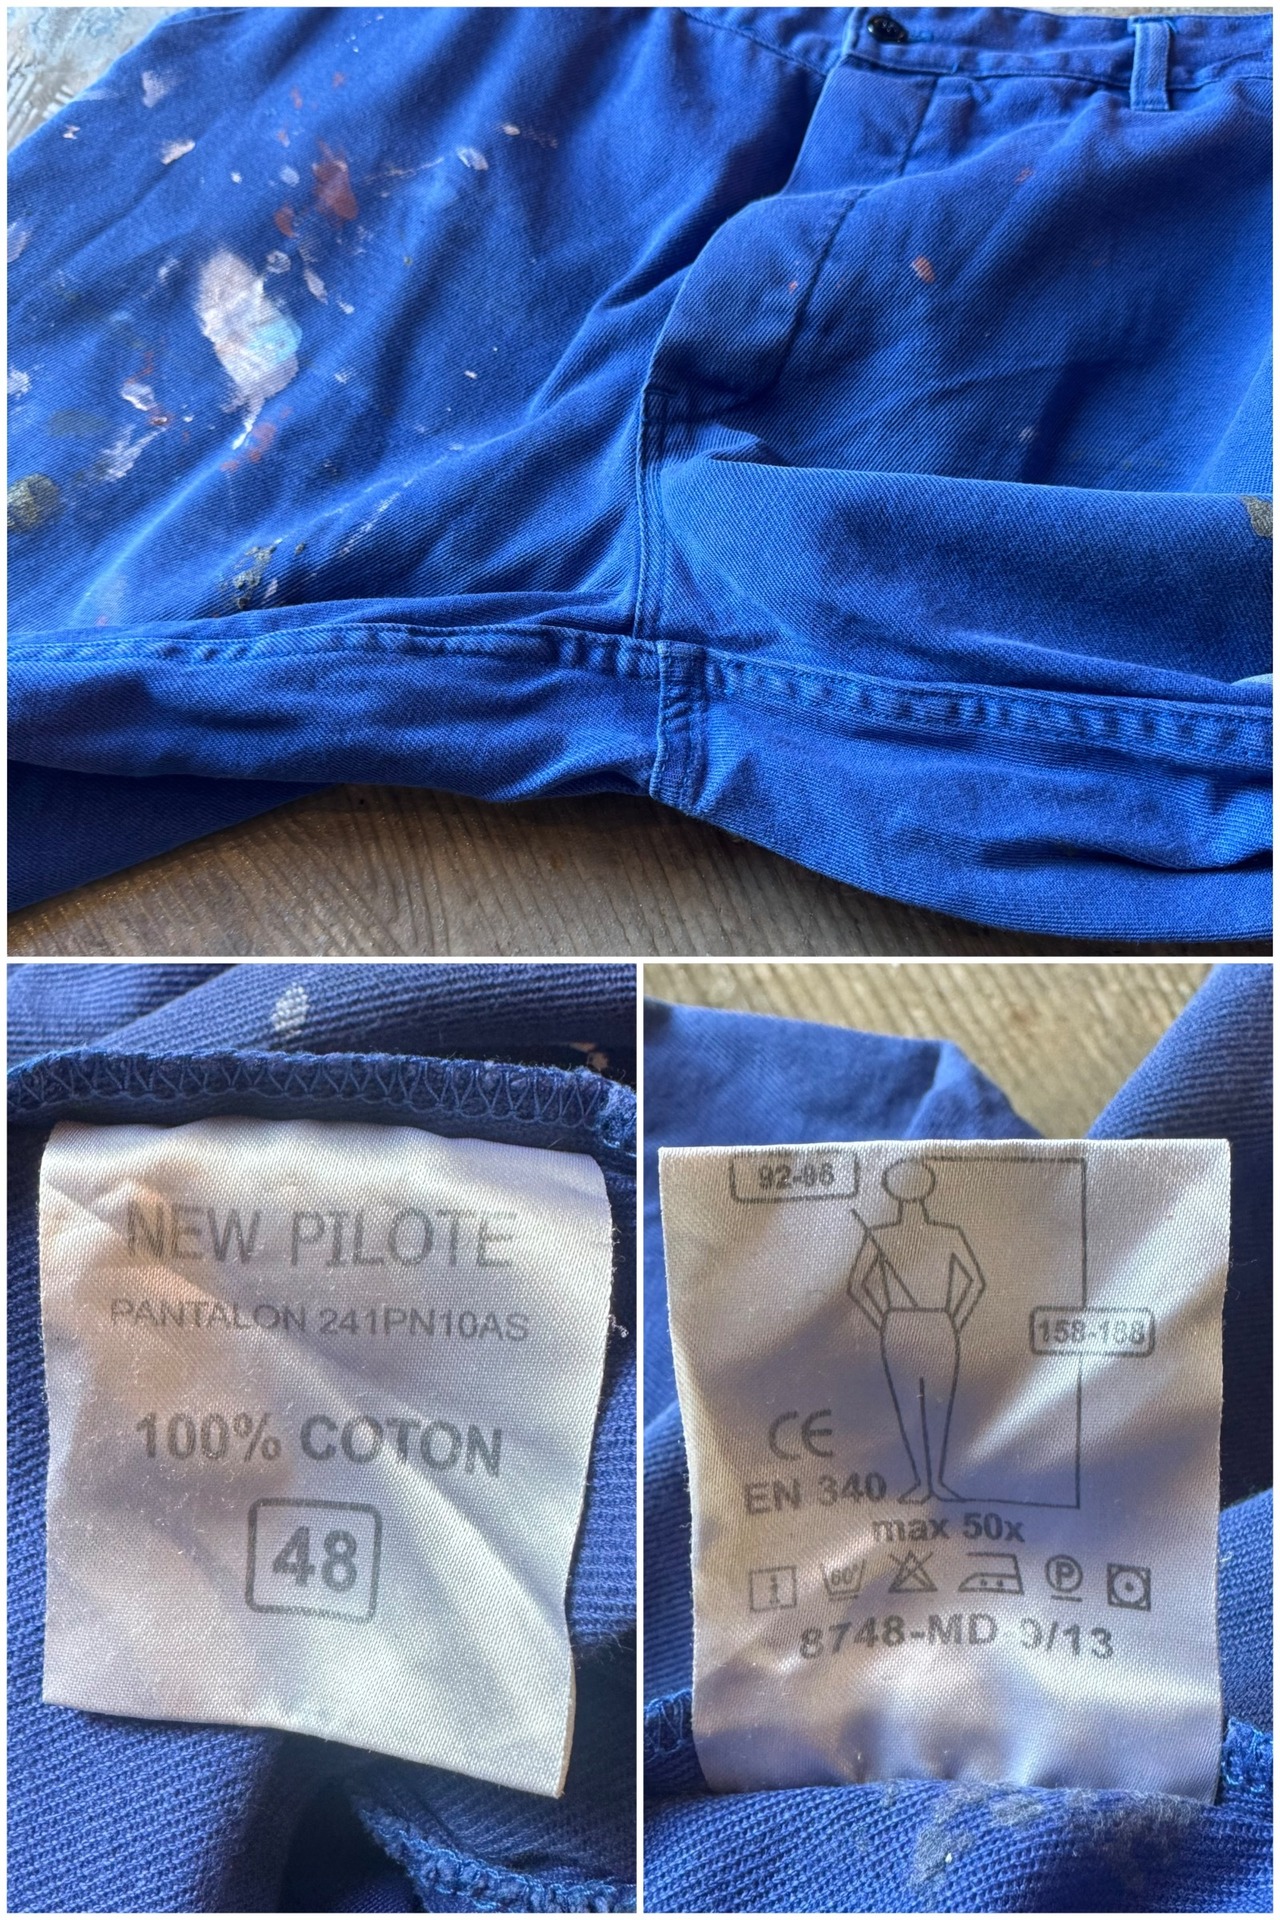 NEW PILOTE
PANTALON 241PN10AS
100% COTON
48
92-96
158-188
CE
EN 340
max 50x
60°
P
8748-MD 9/13